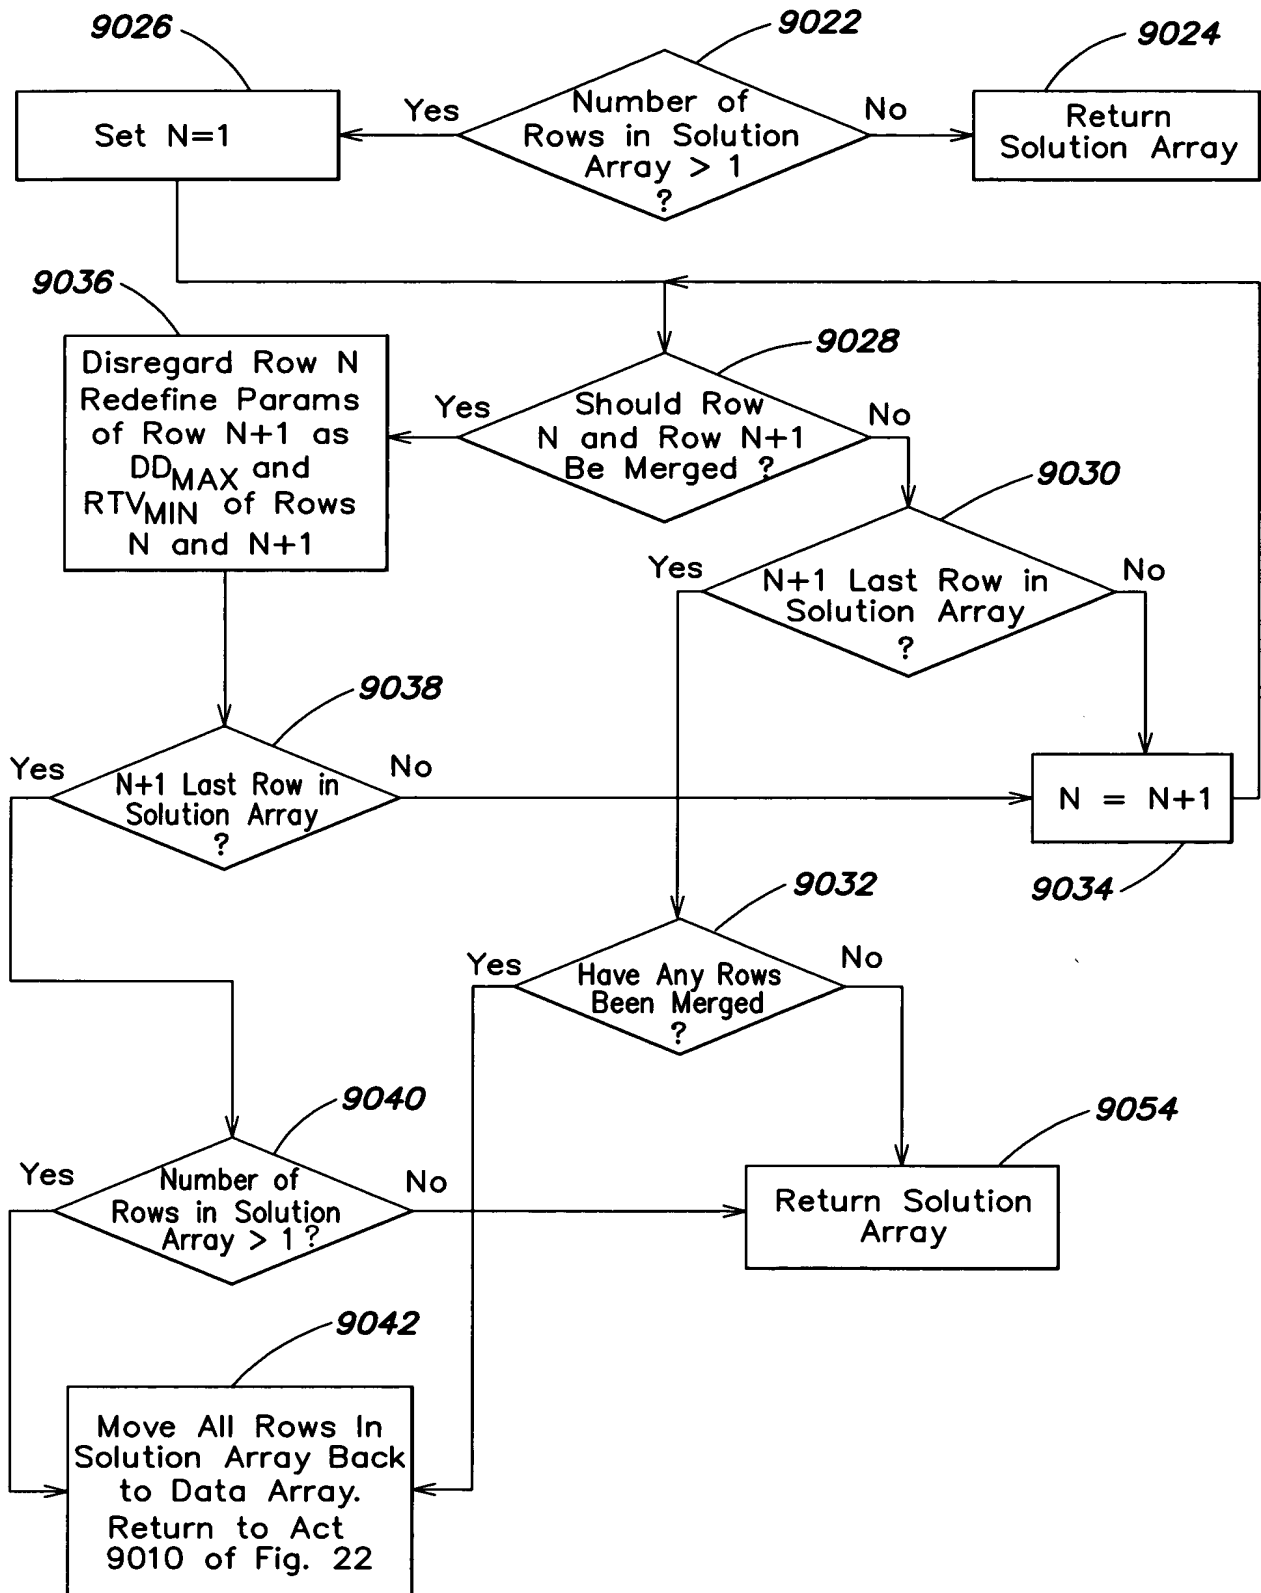 9026
9022
9024
Set N=1
Yes
Number of
Rows in Solution
Array > 1
?
No
Return
Solution Array
9036
9028
Disregard Row N
Redefine Params
of Row N+1 as
DDMAX and
RTVMIN of Rows
N and N+1
Yes
Should Row
N and Row N+1
Be Merged ?
No
9030
Yes
N+1 Last Row in
Solution Array
?
No
9038
Yes
N+1 Last Row in
Solution Array
?
No
N = N+1
9034
9032
Yes
Have Any Rows
Been Merged
?
No
9040
9054
Yes
Number of
Rows in Solution
Array > 1 ?
No
Return Solution
Array
9042
Move All Rows In
Solution Array Back
to Data Array.
Return to Act
9010 of Fig. 22